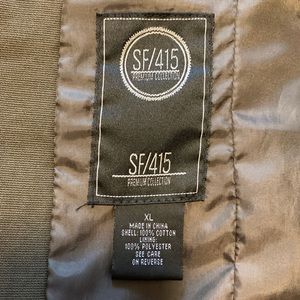 SF/415
PREMIUM COLLECTION
SF/415
PREMIUM COLLECTION
XL
MADE IN CHINA
SHELL: 100% COTTON
LINING:
100% POLYESTER
SEE CARE
ON REVERSE